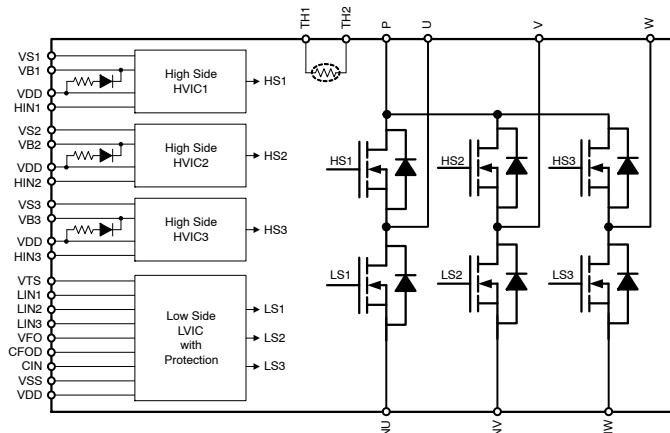 TH1
TH2
P
U
V
W
VS1
VB1
VDD
HIN1
High Side
HVIC1
HS1
VS2
VB2
VDD
HIN2
High Side
HVIC2
HS2
VS3
VB3
VDD
HIN3
High Side
HVIC3
HS3
VTS
LIN1
LIN2
LIN3
VFO
CFOD
CIN
VSS
VDD
Low Side
LVIC
with
Protection
LS1
LS2
LS3
HS1
HS2
HS3
LS1
LS2
LS3
NU
NV
NW